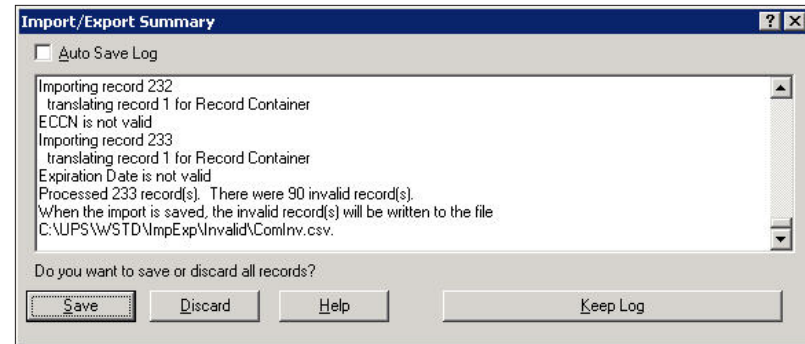 Import/Export Summary
Auto Save Log
Importing record 232
translating record 1 for Record Container
ECCN is not valid
Importing record 233
translating record 1 for Record Container
Expiration Date is not valid
Processed 233 record(s). There were 90 invalid record(s).
When the import is saved, the invalid record(s) will be written to the file
C:\UPS\WSTD\ImpExp\Invalid\ComInv.csv.
Do you want to save or discard all records?
Save Discard Help Keep Log